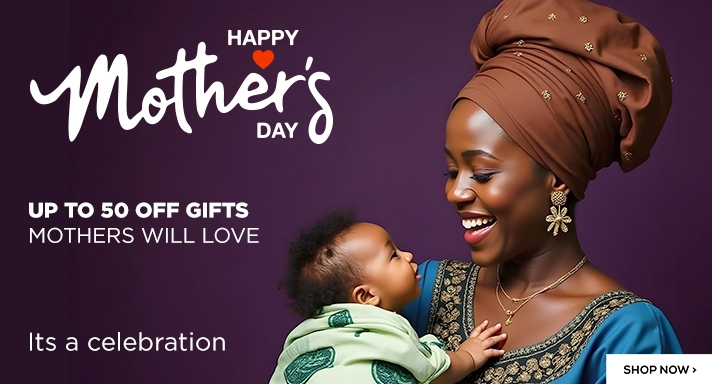 HAPPY
Mother's
DAY
UP TO 50 OFF GIFTS
MOTHERS WILL LOVE
Its a celebration
SHOP NOW ›